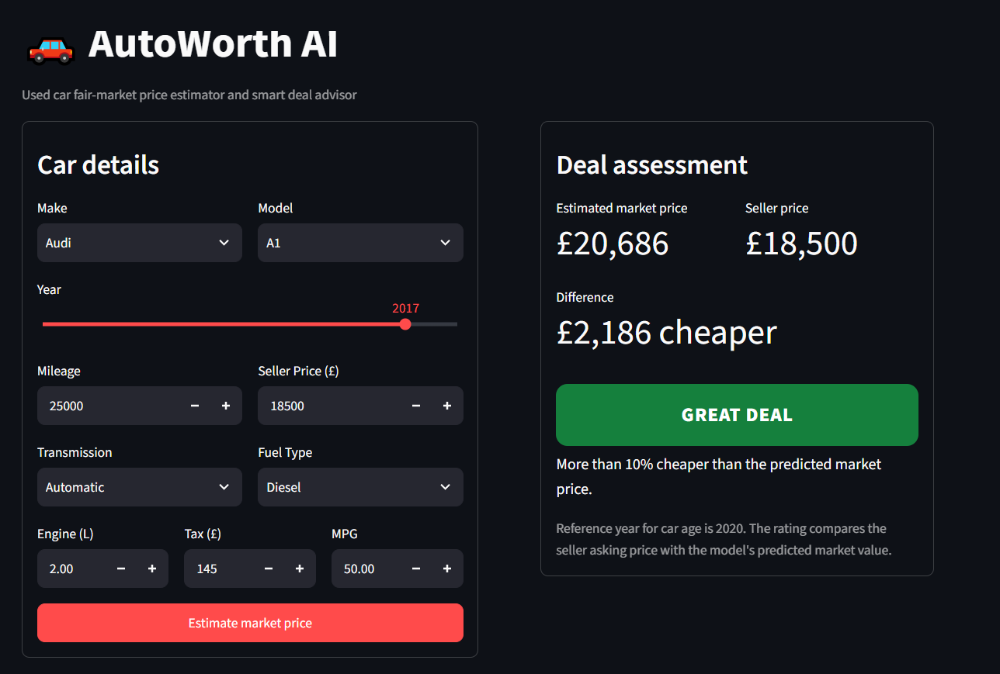 AutoWorth AI
Used car fair-market price estimator and smart deal advisor
Car details
Make
Model
Audi
A1
Year
2017
Mileage
Seller Price (£)
25000
18500
Transmission
Fuel Type
Automatic
Diesel
Engine (L)
Tax (£)
MPG
2.00
145
50.00
Estimate market price
Deal assessment
Estimated market price
Seller price
£20,686
£18,500
Difference
£2,186 cheaper
GREAT DEAL
More than 10% cheaper than the predicted market
price.
Reference year for car age is 2020. The rating compares the
seller asking price with the model's predicted market value.